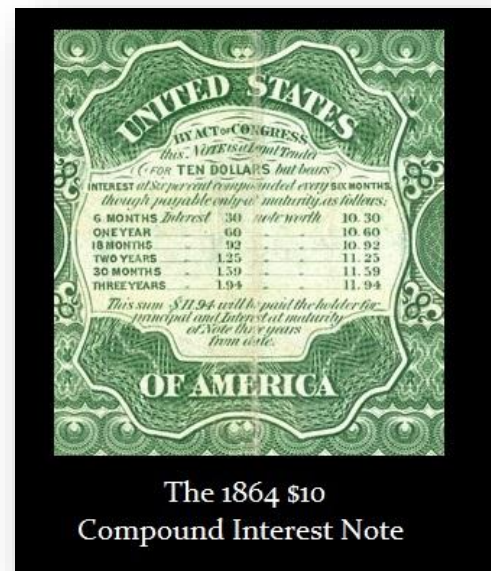 UNITED STATES
BY ACT OF CONGRESS
this NOTE is a Legal Tender
FOR TEN DOLLARS but bears
INTEREST at Six per cent compounded every SIX MONTHS
though payable only at maturity as follows;
6 MONTHS Interest 30 note worth 10.30
ONE YEAR " 60 " " 10.60
18 MONTHS " 92 " " 10.92
TWO YEARS " 1.25 " " 11.25
30 MONTHS " 1.59 " " 11.59
THREE YEARS " 1.94 " " 11.94
This sum $11.94 will be paid the holder for
principal and Interest at maturity
of Note three years
from date.
OF AMERICA
The 1864 $10
Compound Interest Note